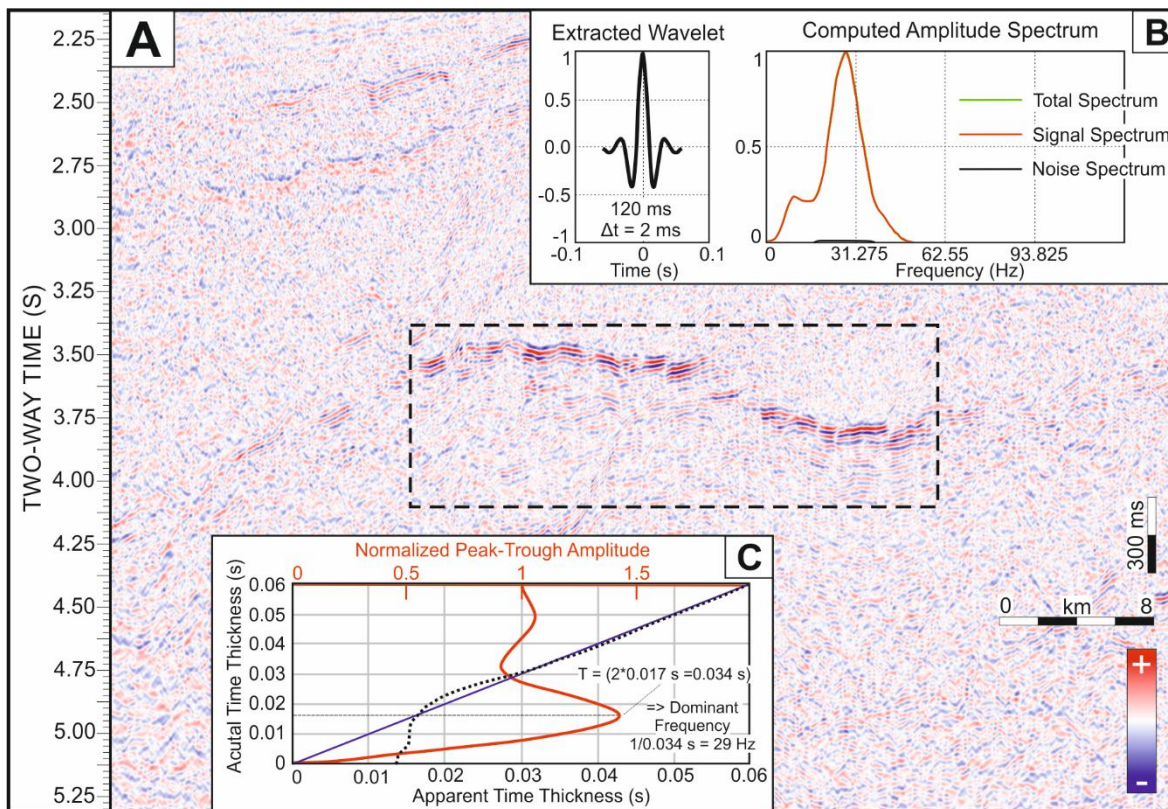 A
TWO-WAY TIME (S)
2.25
2.50
2.75
3.00
3.25
3.50
3.75
4.00
4.25
4.50
4.75
5.00
5.25
B
Extracted Wavelet
1
0.5
0.0
-0.5
-1
120 ms
Δt = 2 ms
-0.1 0 0.1
Time (s)
Computed Amplitude Spectrum
0.5
0
Total Spectrum
Signal Spectrum
Noise Spectrum
0 31.275 62.55 93.825
Frequency (Hz)
C
Normalized Peak-Trough Amplitude
0 0.5 1 1.5
Acutal Time Thickness (s)
0.06
0.05
0.04
0.03
0.02
0.01
0
T = (2*0.017 s =0.034 s)
=> Dominant
Frequency
1/0.034 s = 29 Hz
0 0.01 0.02 0.03 0.04 0.05 0.06
Apparent Time Thickness (s)
300 ms
0 km 8
+
-